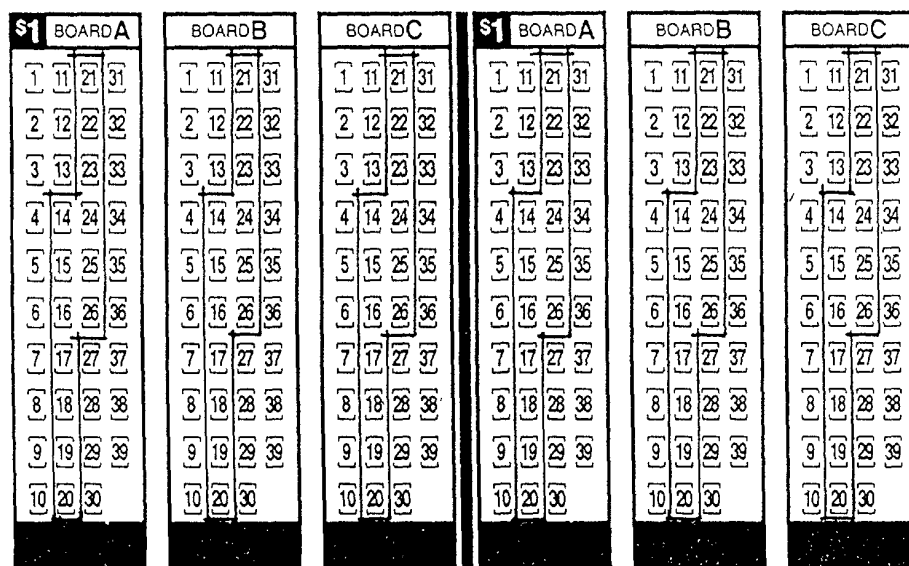 $1 BOARD A BOARD B BOARD C $1 BOARD A BOARD B BOARD C
1 11 21 31 1 11 21 31 1 11 21 31 1 11 21 31 1 11 21 31 1 11 21 31
2 12 22 32 2 12 22 32 2 12 22 32 2 12 22 32 2 12 22 32 2 12 22 32
3 13 23 33 3 13 23 33 3 13 23 33 3 13 23 33 3 13 23 33 3 13 23 33
4 14 24 34 4 14 24 34 4 14 24 34 4 14 24 34 4 14 24 34 4 14 24 34
5 15 25 35 5 15 25 35 5 15 25 35 5 15 25 35 5 15 25 35 5 15 25 35
6 16 26 36 6 16 26 36 6 16 26 36 6 16 26 36 6 16 26 36 6 16 26 36
7 17 27 37 7 17 27 37 7 17 27 37 7 17 27 37 7 17 27 37 7 17 27 37
8 18 28 38 8 18 28 38 8 18 28 38 8 18 28 38 8 18 28 38 8 18 28 38
9 19 29 39 9 19 29 39 9 19 29 39 9 19 29 39 9 19 29 39 9 19 29 39
10 20 30 10 20 30 10 20 30 10 20 30 10 20 30 10 20 30